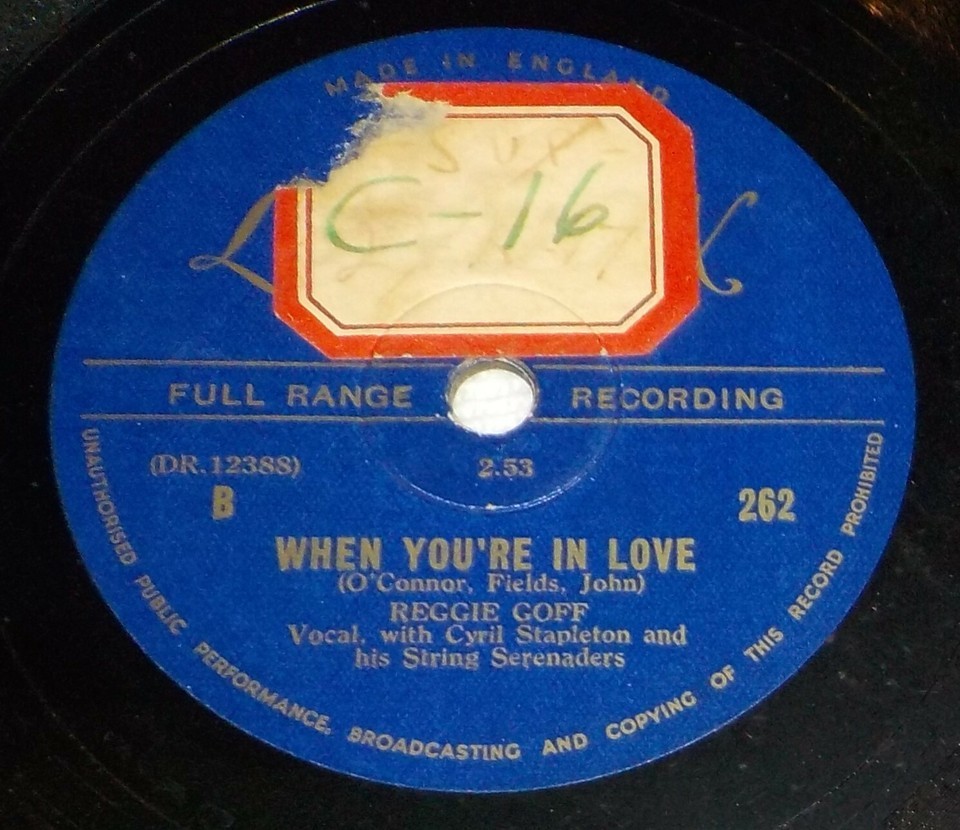 MADE IN ENGLAND
C-16
FULL RANGE RECORDING
(DR.12388) 2.53
B 262
WHEN YOU'RE IN LOVE
(O'Connor, Fields, John)
REGGIE GOFF
Vocal, with Cyril Stapleton and
his String Serenaders
UNAUTHORISED PUBLIC PERFORMANCE, BROADCASTING AND COPYING OF THIS RECORD PROHIBITED